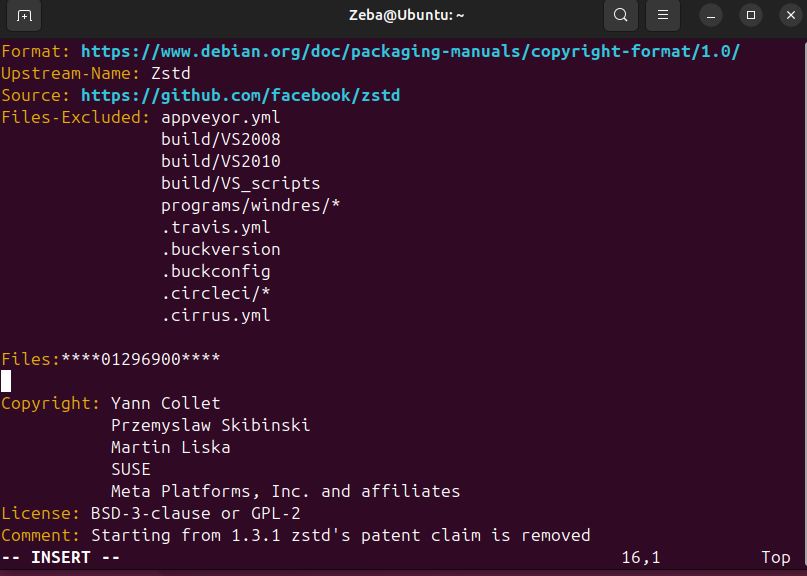 Zeba@Ubuntu: ~
Format: https://www.debian.org/doc/packaging-manuals/copyright-format/1.0/
Upstream-Name: Zstd
Source: https://github.com/facebook/zstd
Files-Excluded: appveyor.yml
build/VS2008
build/VS2010
build/VS_scripts
programs/windres/*
.travis.yml
.buckversion
.buckconfig
.circleci/*
.cirrus.yml
Files:****01296900****
Copyright: Yann Collet
Przemyslaw Skibinski
Martin Liska
SUSE
Meta Platforms, Inc. and affiliates
License: BSD-3-clause or GPL-2
Comment: Starting from 1.3.1 zstd's patent claim is removed
-- INSERT -- 16,1 Top